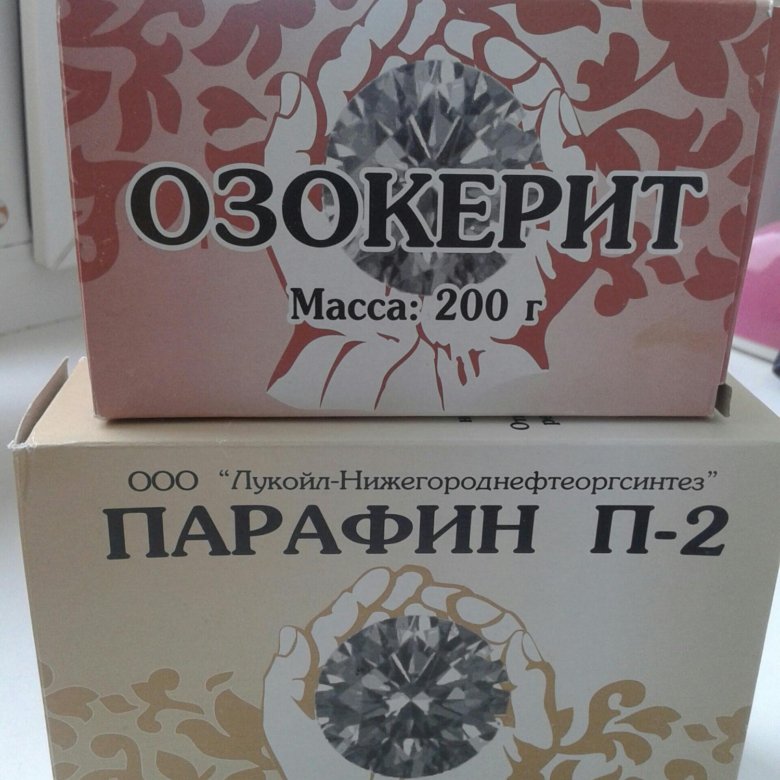 ОЗОКЕРИТ
Масса: 200 г
ООО "Лукойл-Нижегороднефтеоргсинтез"
ПАРАФИН П-2